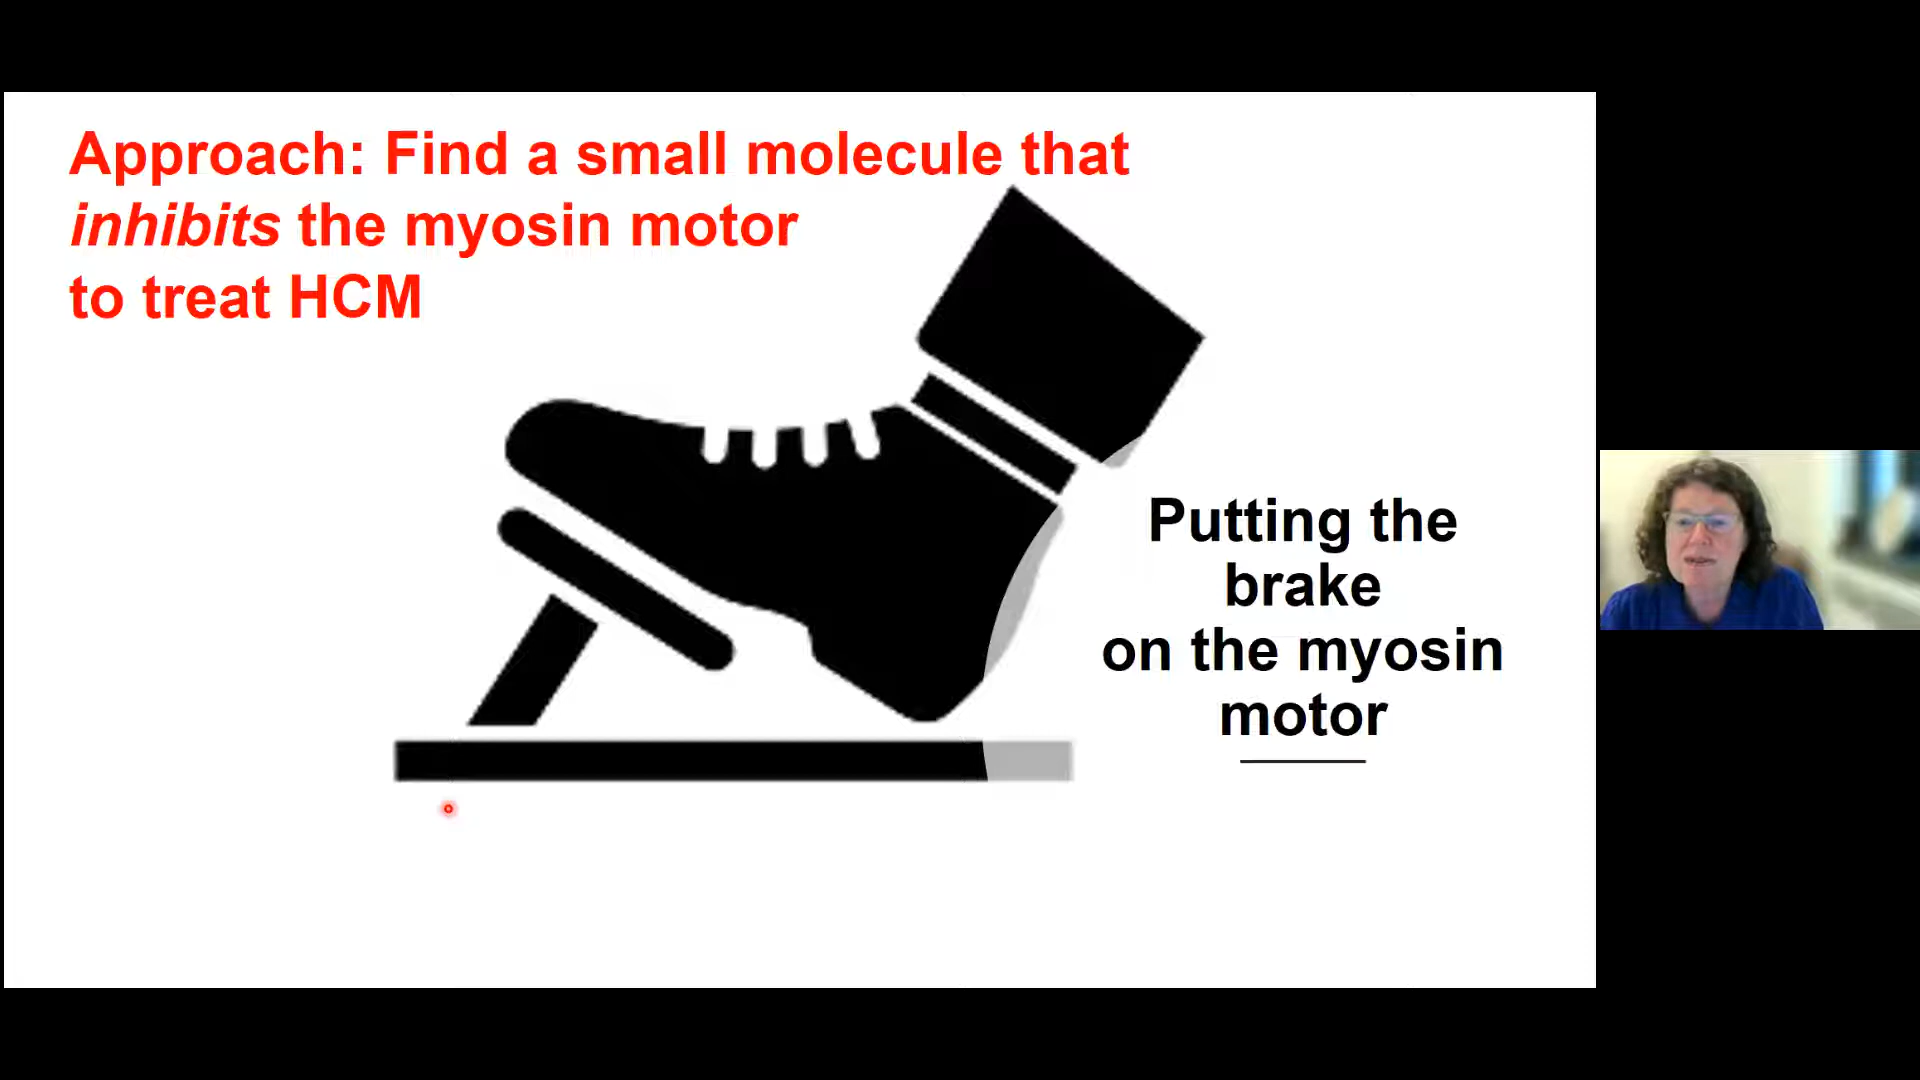 Approach: Find a small molecule that
inhibits the myosin motor
to treat HCM
Putting the
brake
on the myosin
motor